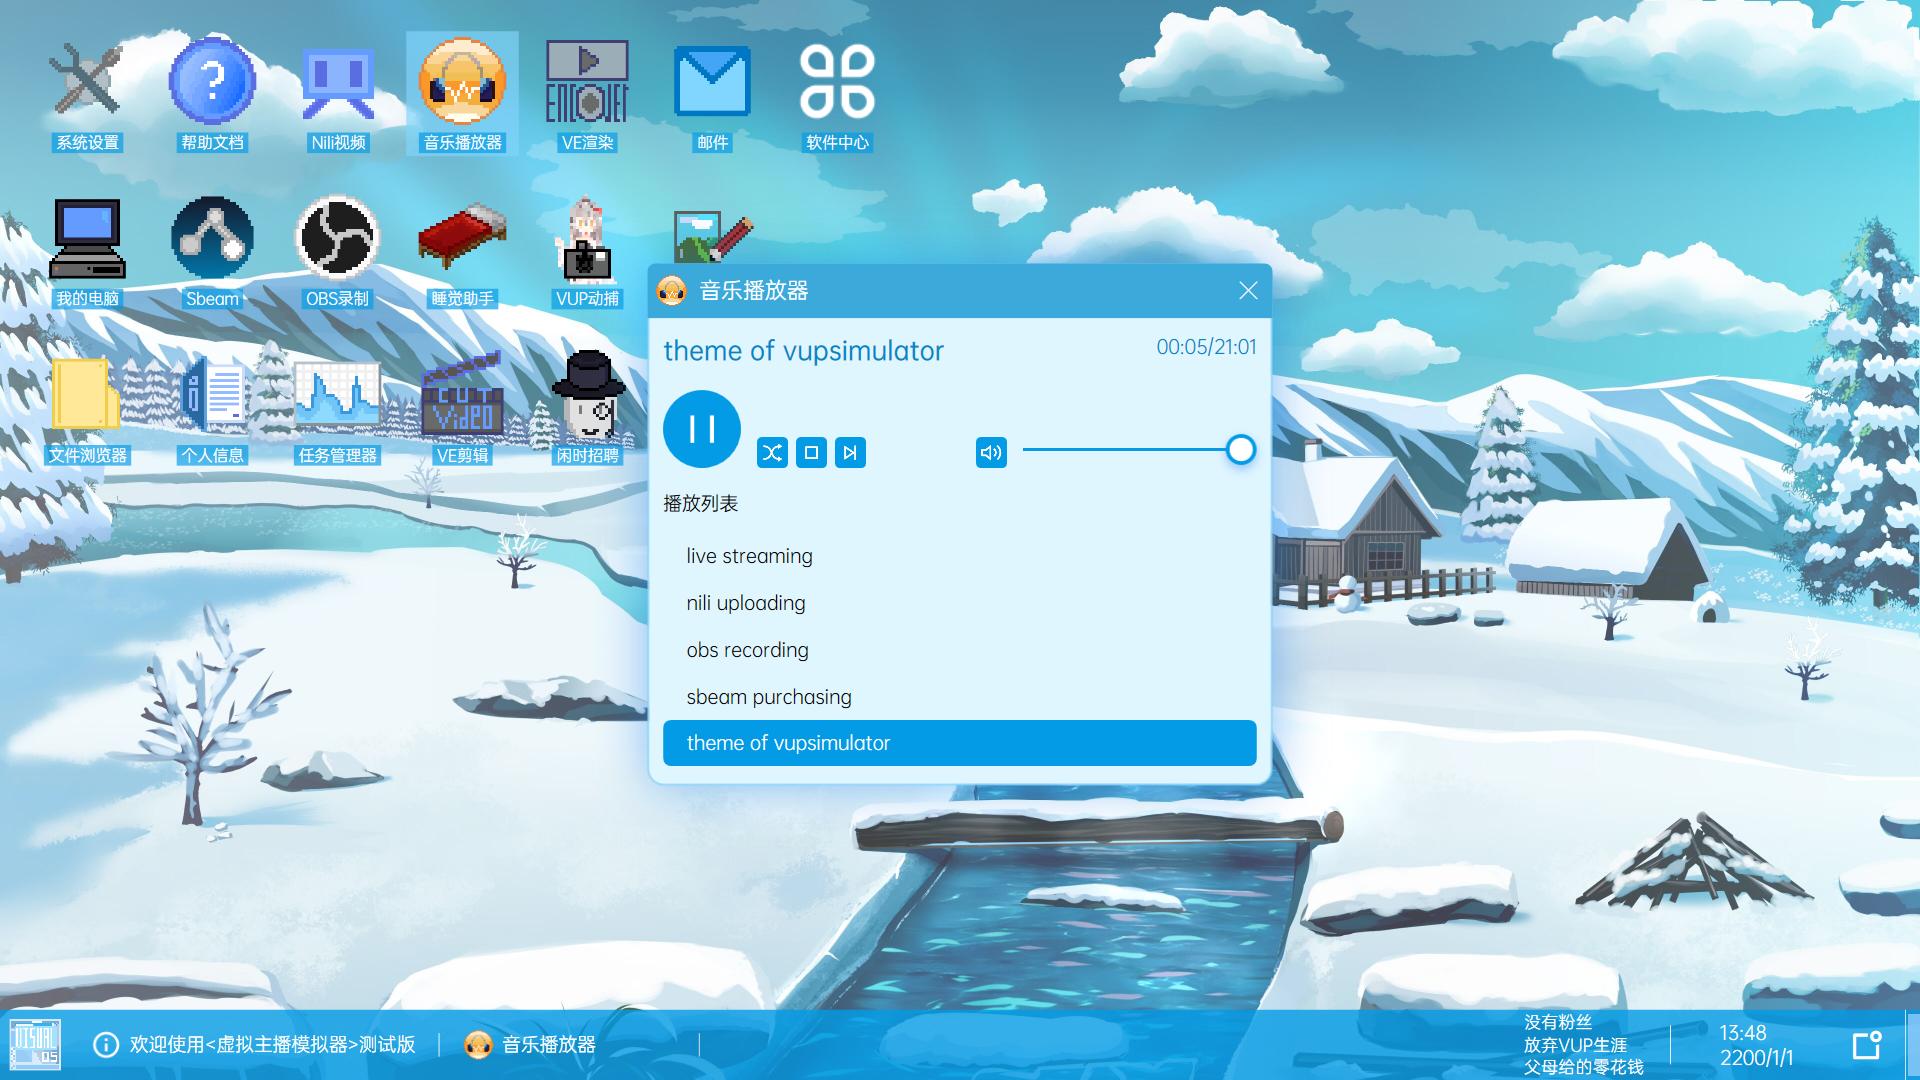 系统设置
帮助文档
Nili视频
音乐播放器
VE渲染
邮件
软件中心
我的电脑
Sbeam
OBS录制
睡觉助手
VUP动捕
文件浏览器
个人信息
任务管理器
CUT
Video
VE剪辑
闲时招聘
音乐播放器
theme of vupsimulator
00:05/21:01
播放列表
live streaming
nili uploading
obs recording
sbeam purchasing
theme of vupsimulator
欢迎使用<虚拟主播模拟器>测试版
音乐播放器
没有粉丝
放弃VUP生涯
父母给的零花钱
13:48
2200/1/1